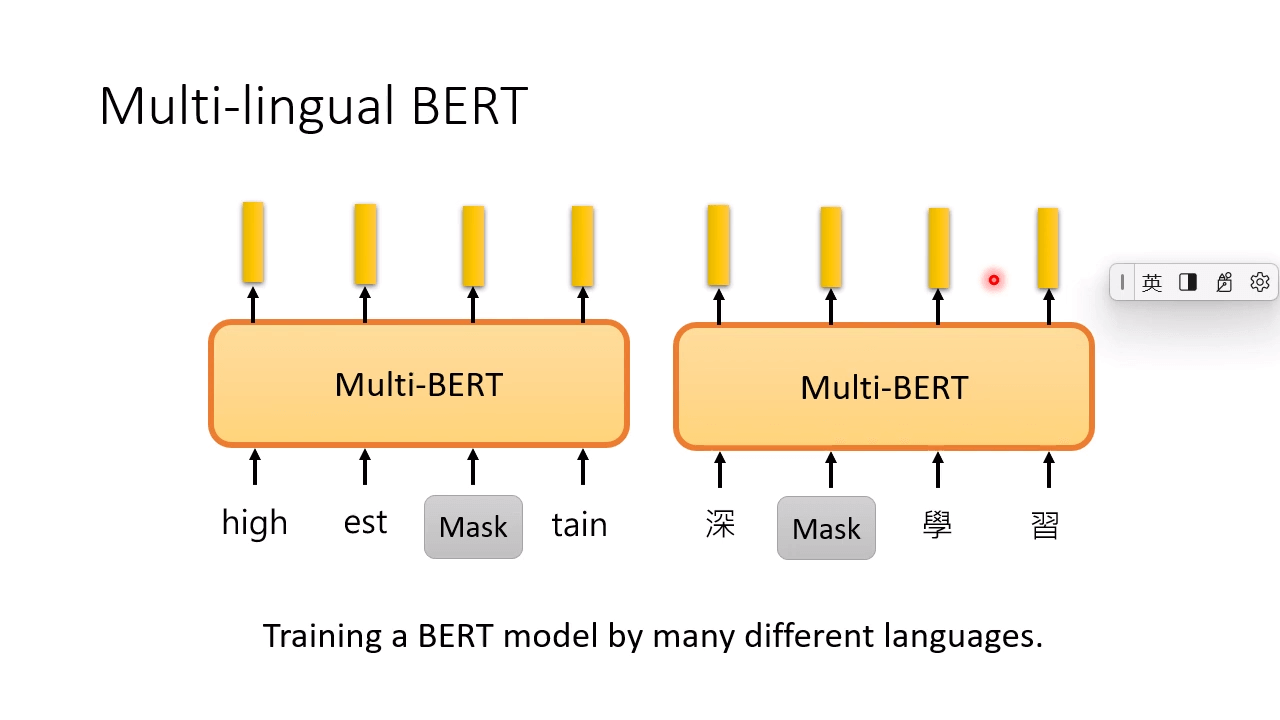 Multi-lingual BERT
英
Multi-BERT Multi-BERT
high est Mask tain 深 Mask 學 習
Training a BERT model by many different languages.